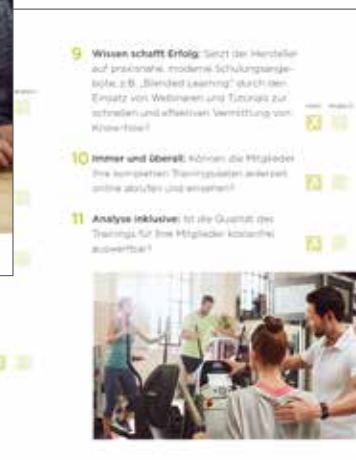 9 Wissen schafft Erfolg: Setzt der Hersteller
auf praxisnahe, moderne Schulungsange-
bote, z.B. „Blended Learning“ durch den
Einsatz von Webinaren und Tutorials zur
schnellen und effektiven Vermittlung von
Know-how?
10 Immer und überall: Können die Mitglieder
ihre kompletten Trainingsdaten jederzeit
online abrufen und einsehen?
11 Analyse inklusive: Ist die Qualität des
Trainings für Ihre Mitglieder kostenfrei
auswertbar?